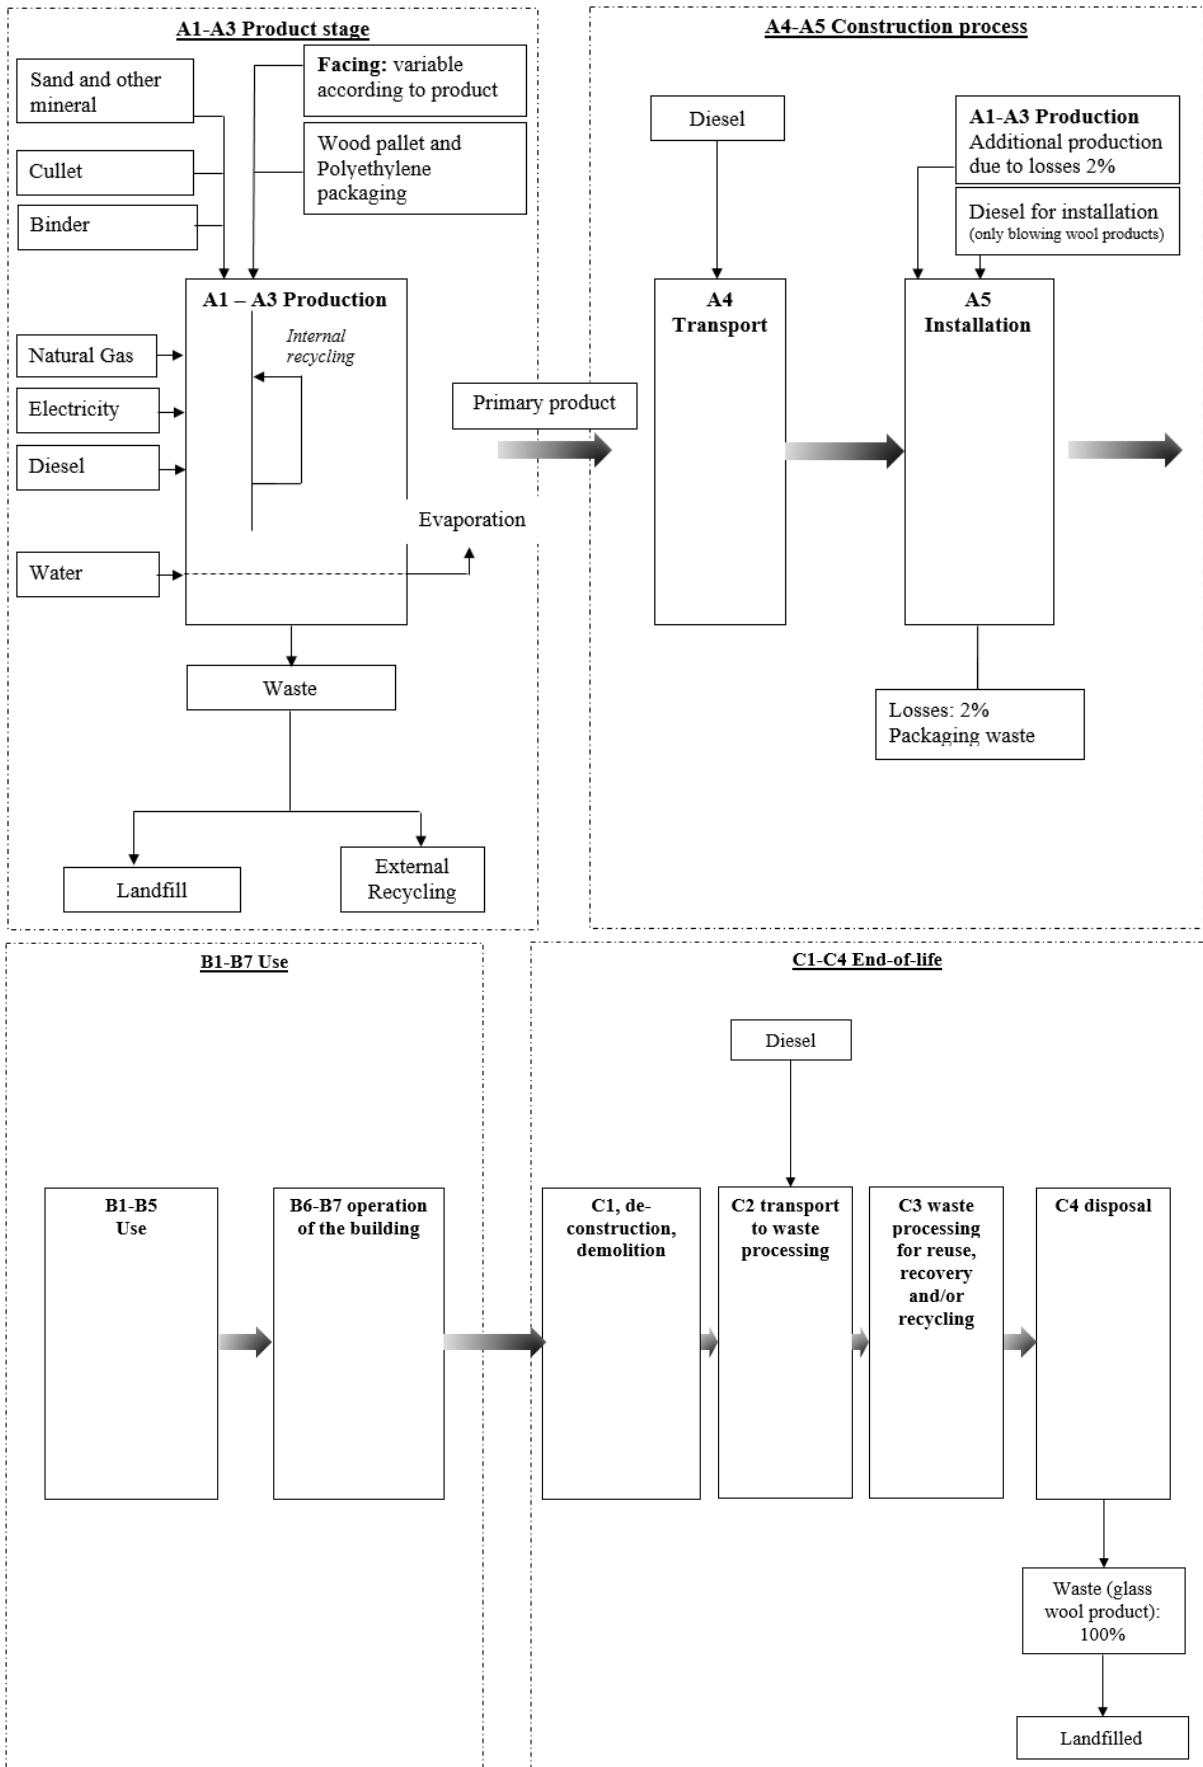 A1-A3 Product stage
Sand and other
mineral
Cullet
Binder
Facing: variable
according to product
Wood pallet and
Polyethylene
packaging
A1 – A3 Production
Internal
recycling
Natural Gas
Electricity
Diesel
Water
Evaporation
Primary product
Waste
Landfill
External
Recycling
A4-A5 Construction process
Diesel
A1-A3 Production
Additional production
due to losses 2%
Diesel for installation
(only blowing wool products)
A4
Transport
A5
Installation
Losses: 2%
Packaging waste
B1-B7 Use
B1-B5
Use
B6-B7 operation
of the building
C1-C4 End-of-life
Diesel
C1, de-
construction,
demolition
C2 transport
to waste
processing
C3 waste
processing
for reuse,
recovery
and/or
recycling
C4 disposal
Waste (glass
wool product):
100%
Landfilled